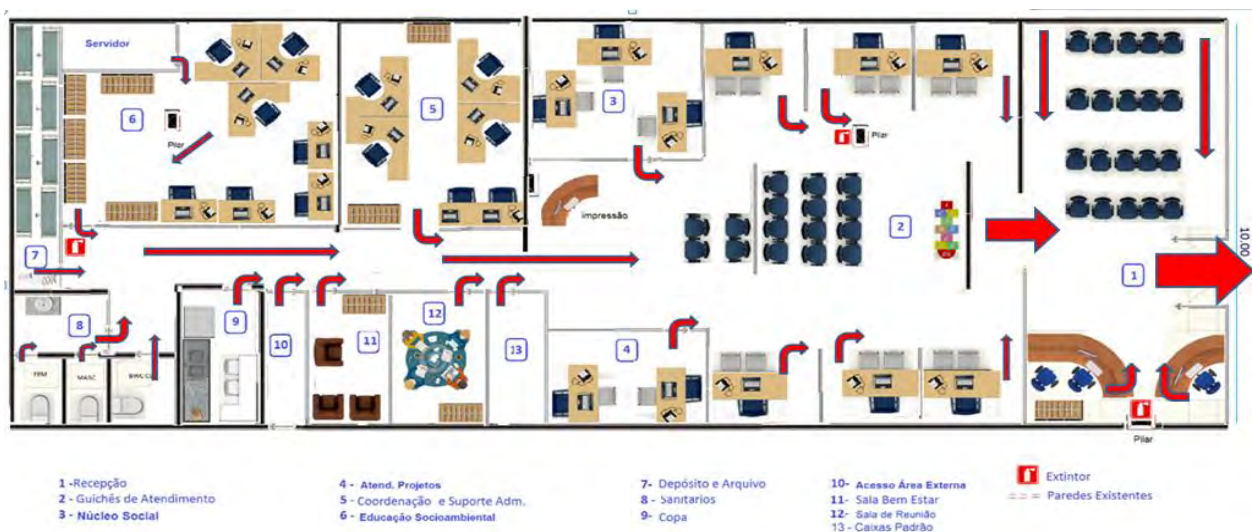 Servidor
3
6
Pilar
5
Pilar
impressão
2
7
1
10.00
8
9
10
11
12
13
4
FEM
MASC
Pilar
1 -Recepção
2 - Guichês de Atendimento
3 - Núcleo Social
4 - Atend. Projetos
5 - Coordenação e Suporte Adm.
6 - Educação Socioambiental
7- Depósito e Arquivo
8 - Sanitarios
9- Copa
10- Acesso Área Externa
11- Sala Bem Estar
12- Sala de Reunião
13 - Caixas Padrão
Extintor
Paredes Existentes